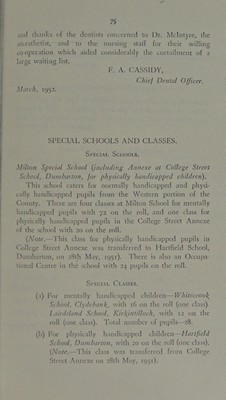 75
and thanks of the dentists concerned to Dr. McIntyre, the
anæsthetist, and to the nursing staff for their willing
co-operation which aided considerably the curtailment of a
large waiting list.
F. A. CASSIDY,
Chief Dental Officer.
March, 1952.
SPECIAL SCHOOLS AND CLASSES.
Special Schools.
Milton Special School (including Annexe at College Street
School, Dumbarton, for physically handicapped children).
This school caters for mentally handicapped and physi-
cally handicapped pupils from the Western portion of the
County. There are four classes at Milton School for mentally
handicapped pupils with 72 on the roll, and one class for
physically handicapped pupils in the College Street Annexe
of the school with 20 on the roll.
(Note.—This class for physically handicapped pupils in
College Street Annexe was transferred to Hartfield School,
Dumbarton, on 28th May, 1951). There is also an Occupa-
tional Centre in the school with 24 pupils on the roll.
Special Classes.
(a) For mentally handicapped children—Whitecrook
School, Clydebank, with 16 on the roll (one class).
Lairdsland School, Kirkintilloch, with 12 on the
roll (one class). Total number of pupils—28.
(b) For physically handicapped children—Hartfield
School, Dumbarton, with 20 on the roll (one class).
(Note.—This class was transferred from College
Street Annexe on 28th May, 1951).